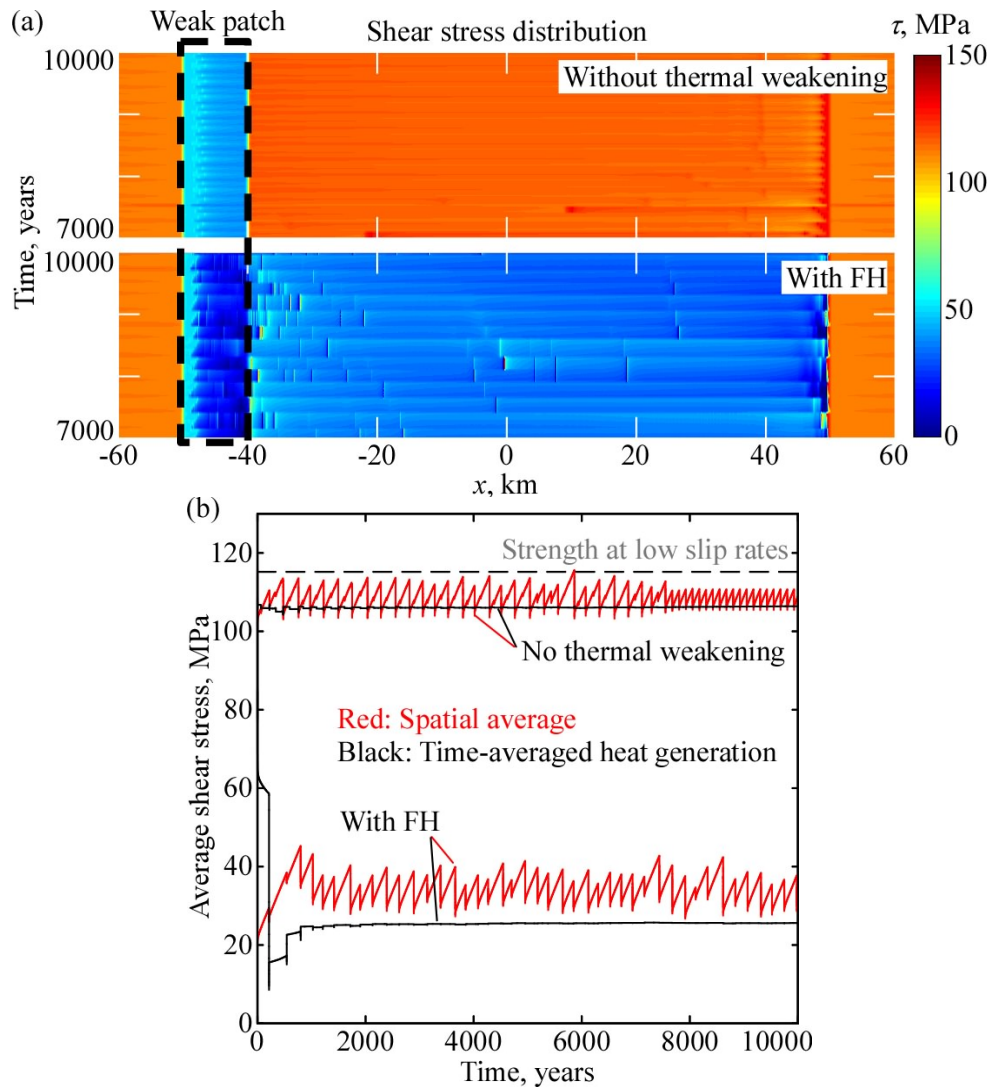 (a)
Weak patch
Shear stress distribution
τ, MPa
10000
Without thermal weakening
150
7000
100
10000
With FH
50
7000
0
Time, years
-60
-40
-20
0
20
40
60
x, km
(b)
120
Strength at low slip rates
100
No thermal weakening
80
Red: Spatial average
Black: Time-averaged heat generation
60
With FH
40
20
0
Average shear stress, MPa
0
2000
4000
6000
8000
10000
Time, years